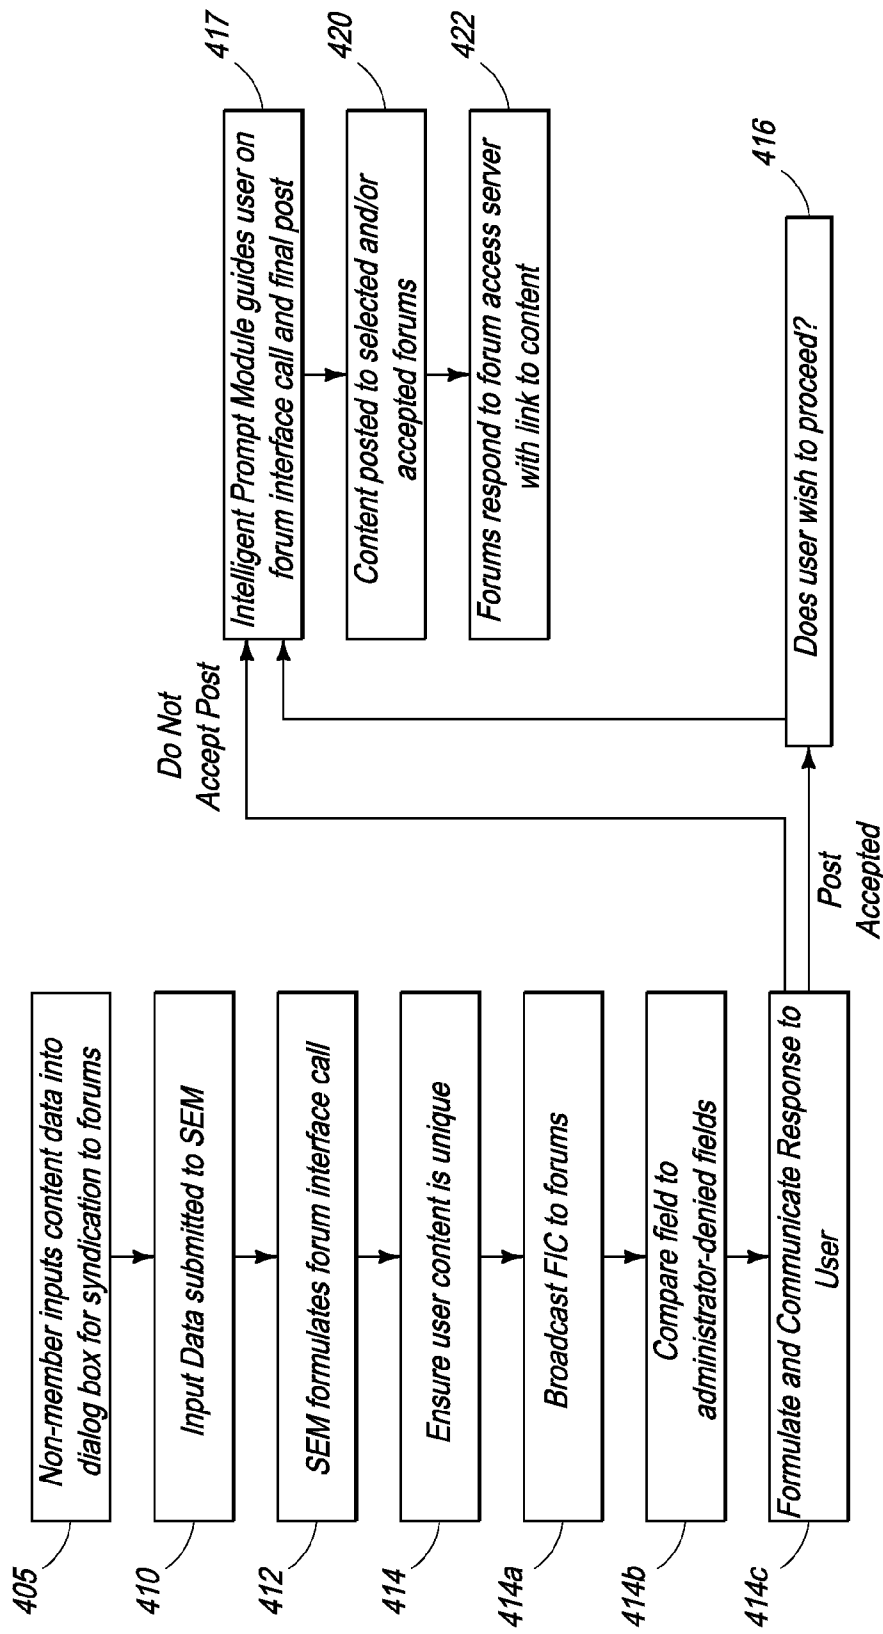 405
Non-member inputs content data into
dialog box for syndication to forums
410
Input Data submitted to SEM
412
SEM formulates forum interface call
414
Ensure user content is unique
414a
Broadcast FIC to forums
414b
Compare field to
administrator-denied fields
414c
Formulate and Communicate Response to
User
Do Not
Accept Post
Post
Accepted
417
Intelligent Prompt Module guides user on
forum interface call and final post
420
Content posted to selected and/or
accepted forums
422
Forums respond to forum access server
with link to content
416
Does user wish to proceed?